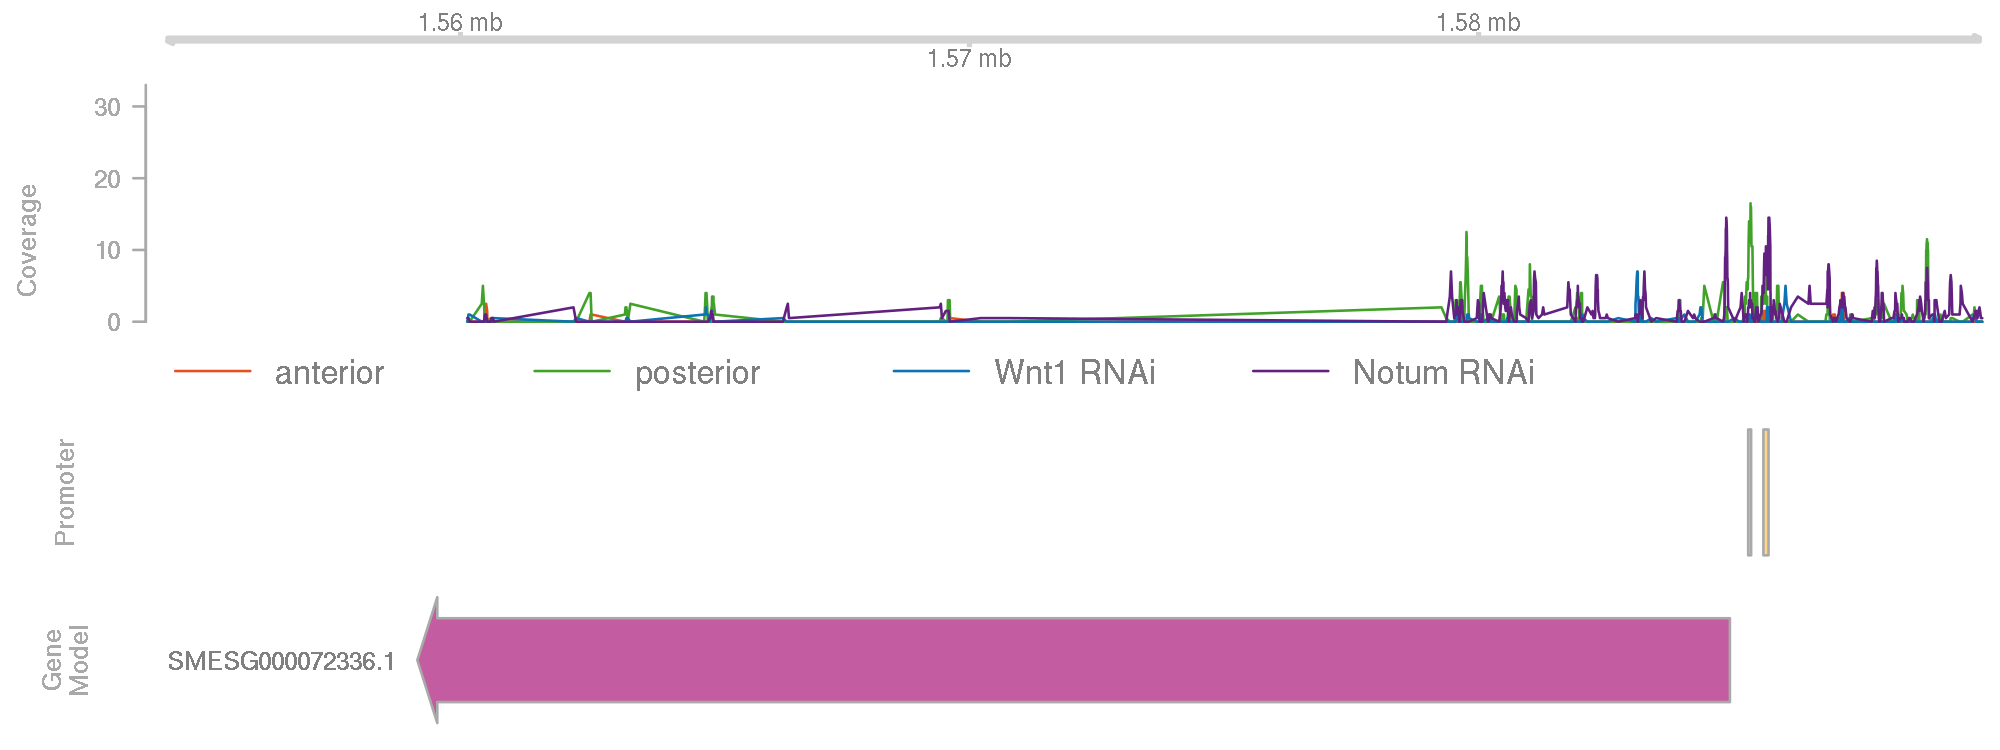 1.56 mb
1.58 mb
1.57 mb
Coverage
30
20
10
0
anterior posterior Wnt1 RNAi Notum RNAi
Promoter
Gene
Model
SMESG000072336.1